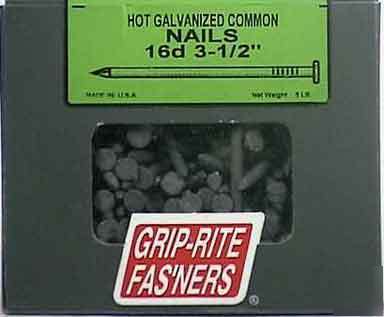 HOT GALVANIZED COMMON
NAILS
16d 3-1/2"
MADE IN U.S.A. Net Weight 5 LB.
GRIP-RITE
FAS'NERS
®